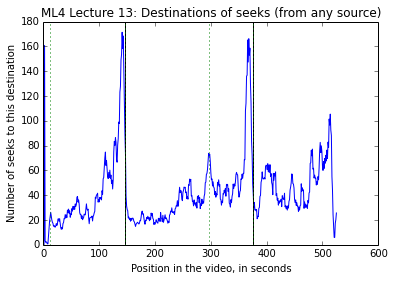 ML4 Lecture 13: Destinations of seeks (from any source)
180
160
140
120
100
80
60
40
20
0
Number of seeks to this destination
0 100 200 300 400 500 600
Position in the video, in seconds